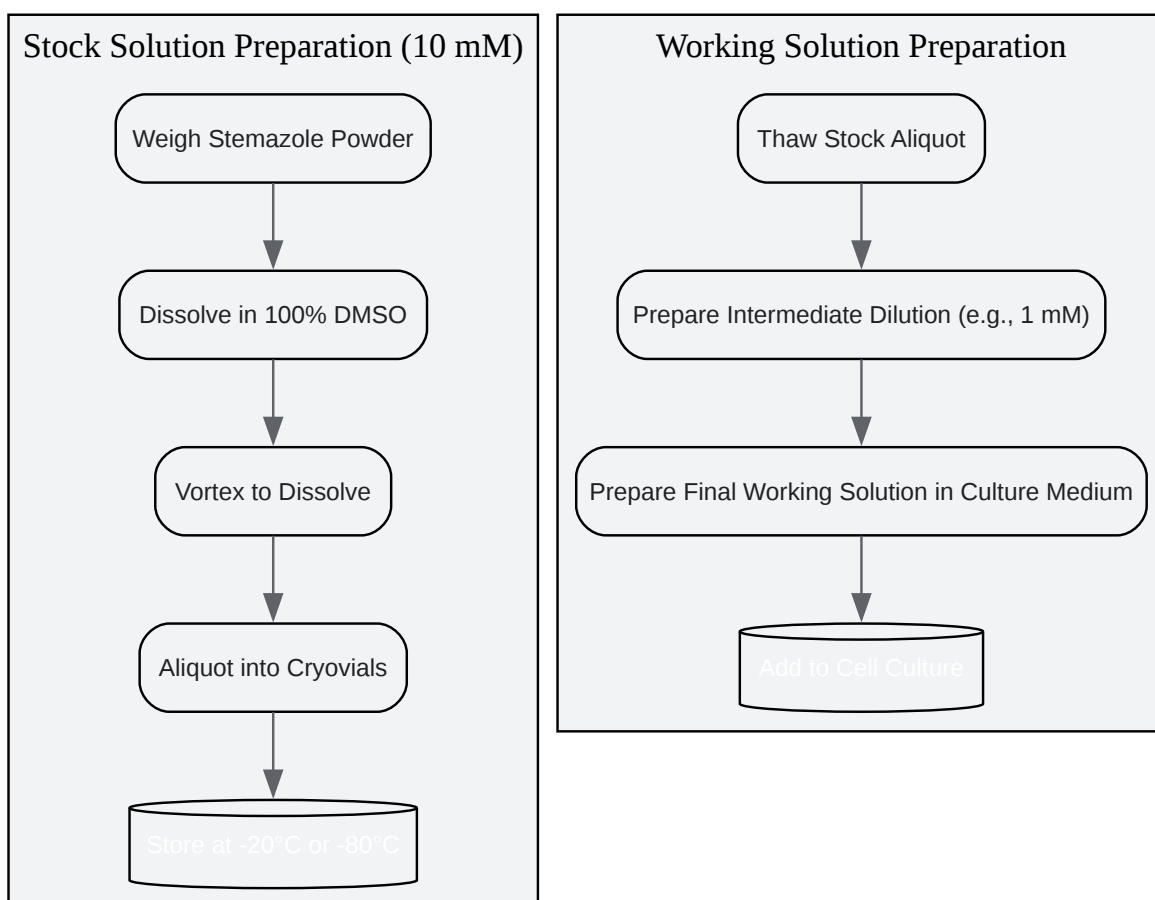 Stock Solution Preparation (10 mM)
Weigh Stemazole Powder
Dissolve in 100% DMSO
Vortex to Dissolve
Aliquot into Cryovials
Store at -20°C or -80°C
Working Solution Preparation
Thaw Stock Aliquot
Prepare Intermediate Dilution (e.g., 1 mM)
Prepare Final Working Solution in Culture Medium
Add to Cell Culture